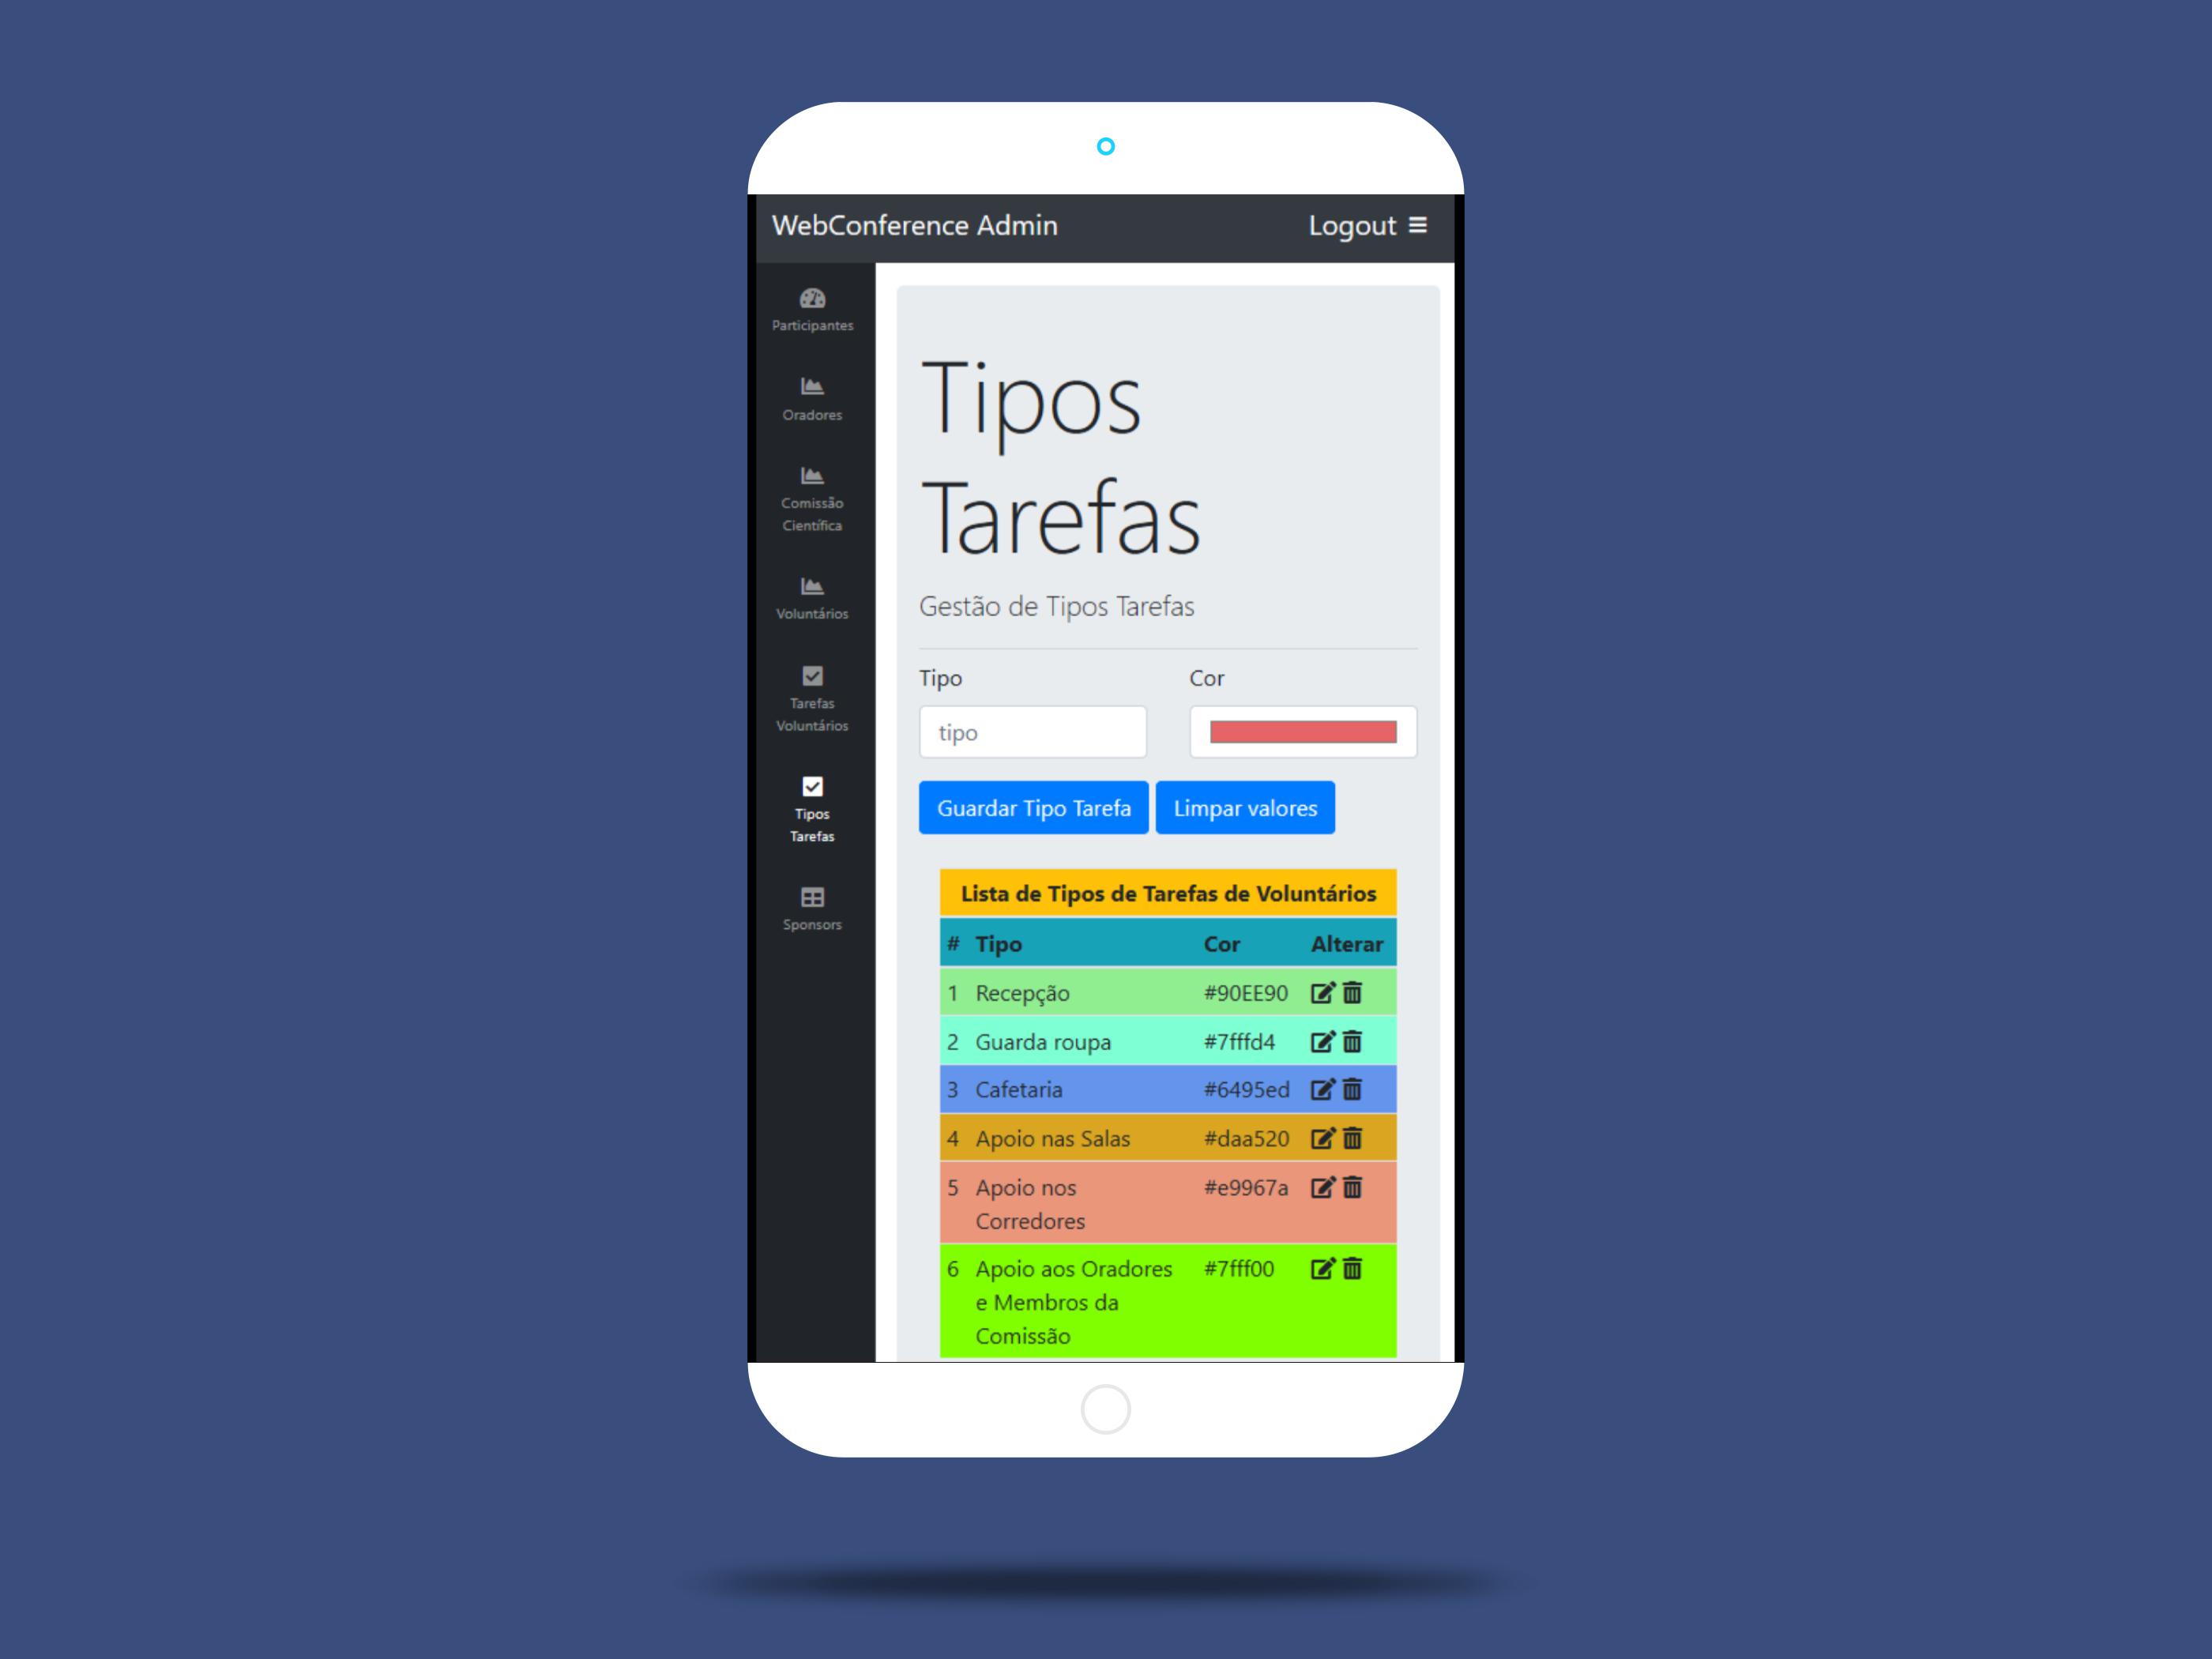 WebConference Admin Logout
Participantes
Oradores
Comissão
Científica
Voluntários
Tarefas
Voluntários
Tipos
Tarefas
Sponsors
Tipos
Tarefas
Gestão de Tipos Tarefas
Tipo Cor
tipo
Guardar Tipo Tarefa Limpar valores
Lista de Tipos de Tarefas de Voluntários
# Tipo Cor Alterar
1 Recepção #90EE90
2 Guarda roupa #7fffd4
3 Cafetaria #6495ed
4 Apoio nas Salas #daa520
5 Apoio nos #e9967a
Corredores
6 Apoio aos Oradores #7fff00
e Membros da
Comissão